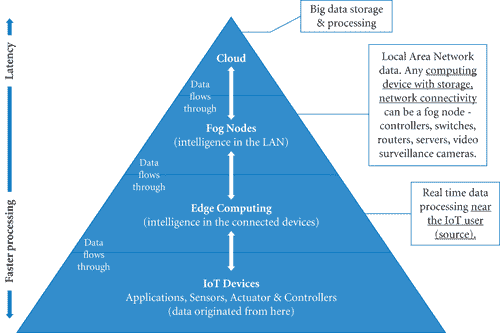 Big data storage
& processing
Latency
Cloud
Data
flows
through
Local Area Network
data. Any computing
device with storage,
network connectivity
can be a fog node -
controllers, switches,
routers, servers, video
surveillance cameras.
Fog Nodes
(intelligence in the LAN)
Data
flows
through
Edge Computing
(intelligence in the connected devices)
Real time data
processing near
the IoT user
(source).
Faster processing
Data
flows
through
IoT Devices
Applications, Sensors, Actuator & Controllers
(data originated from here)